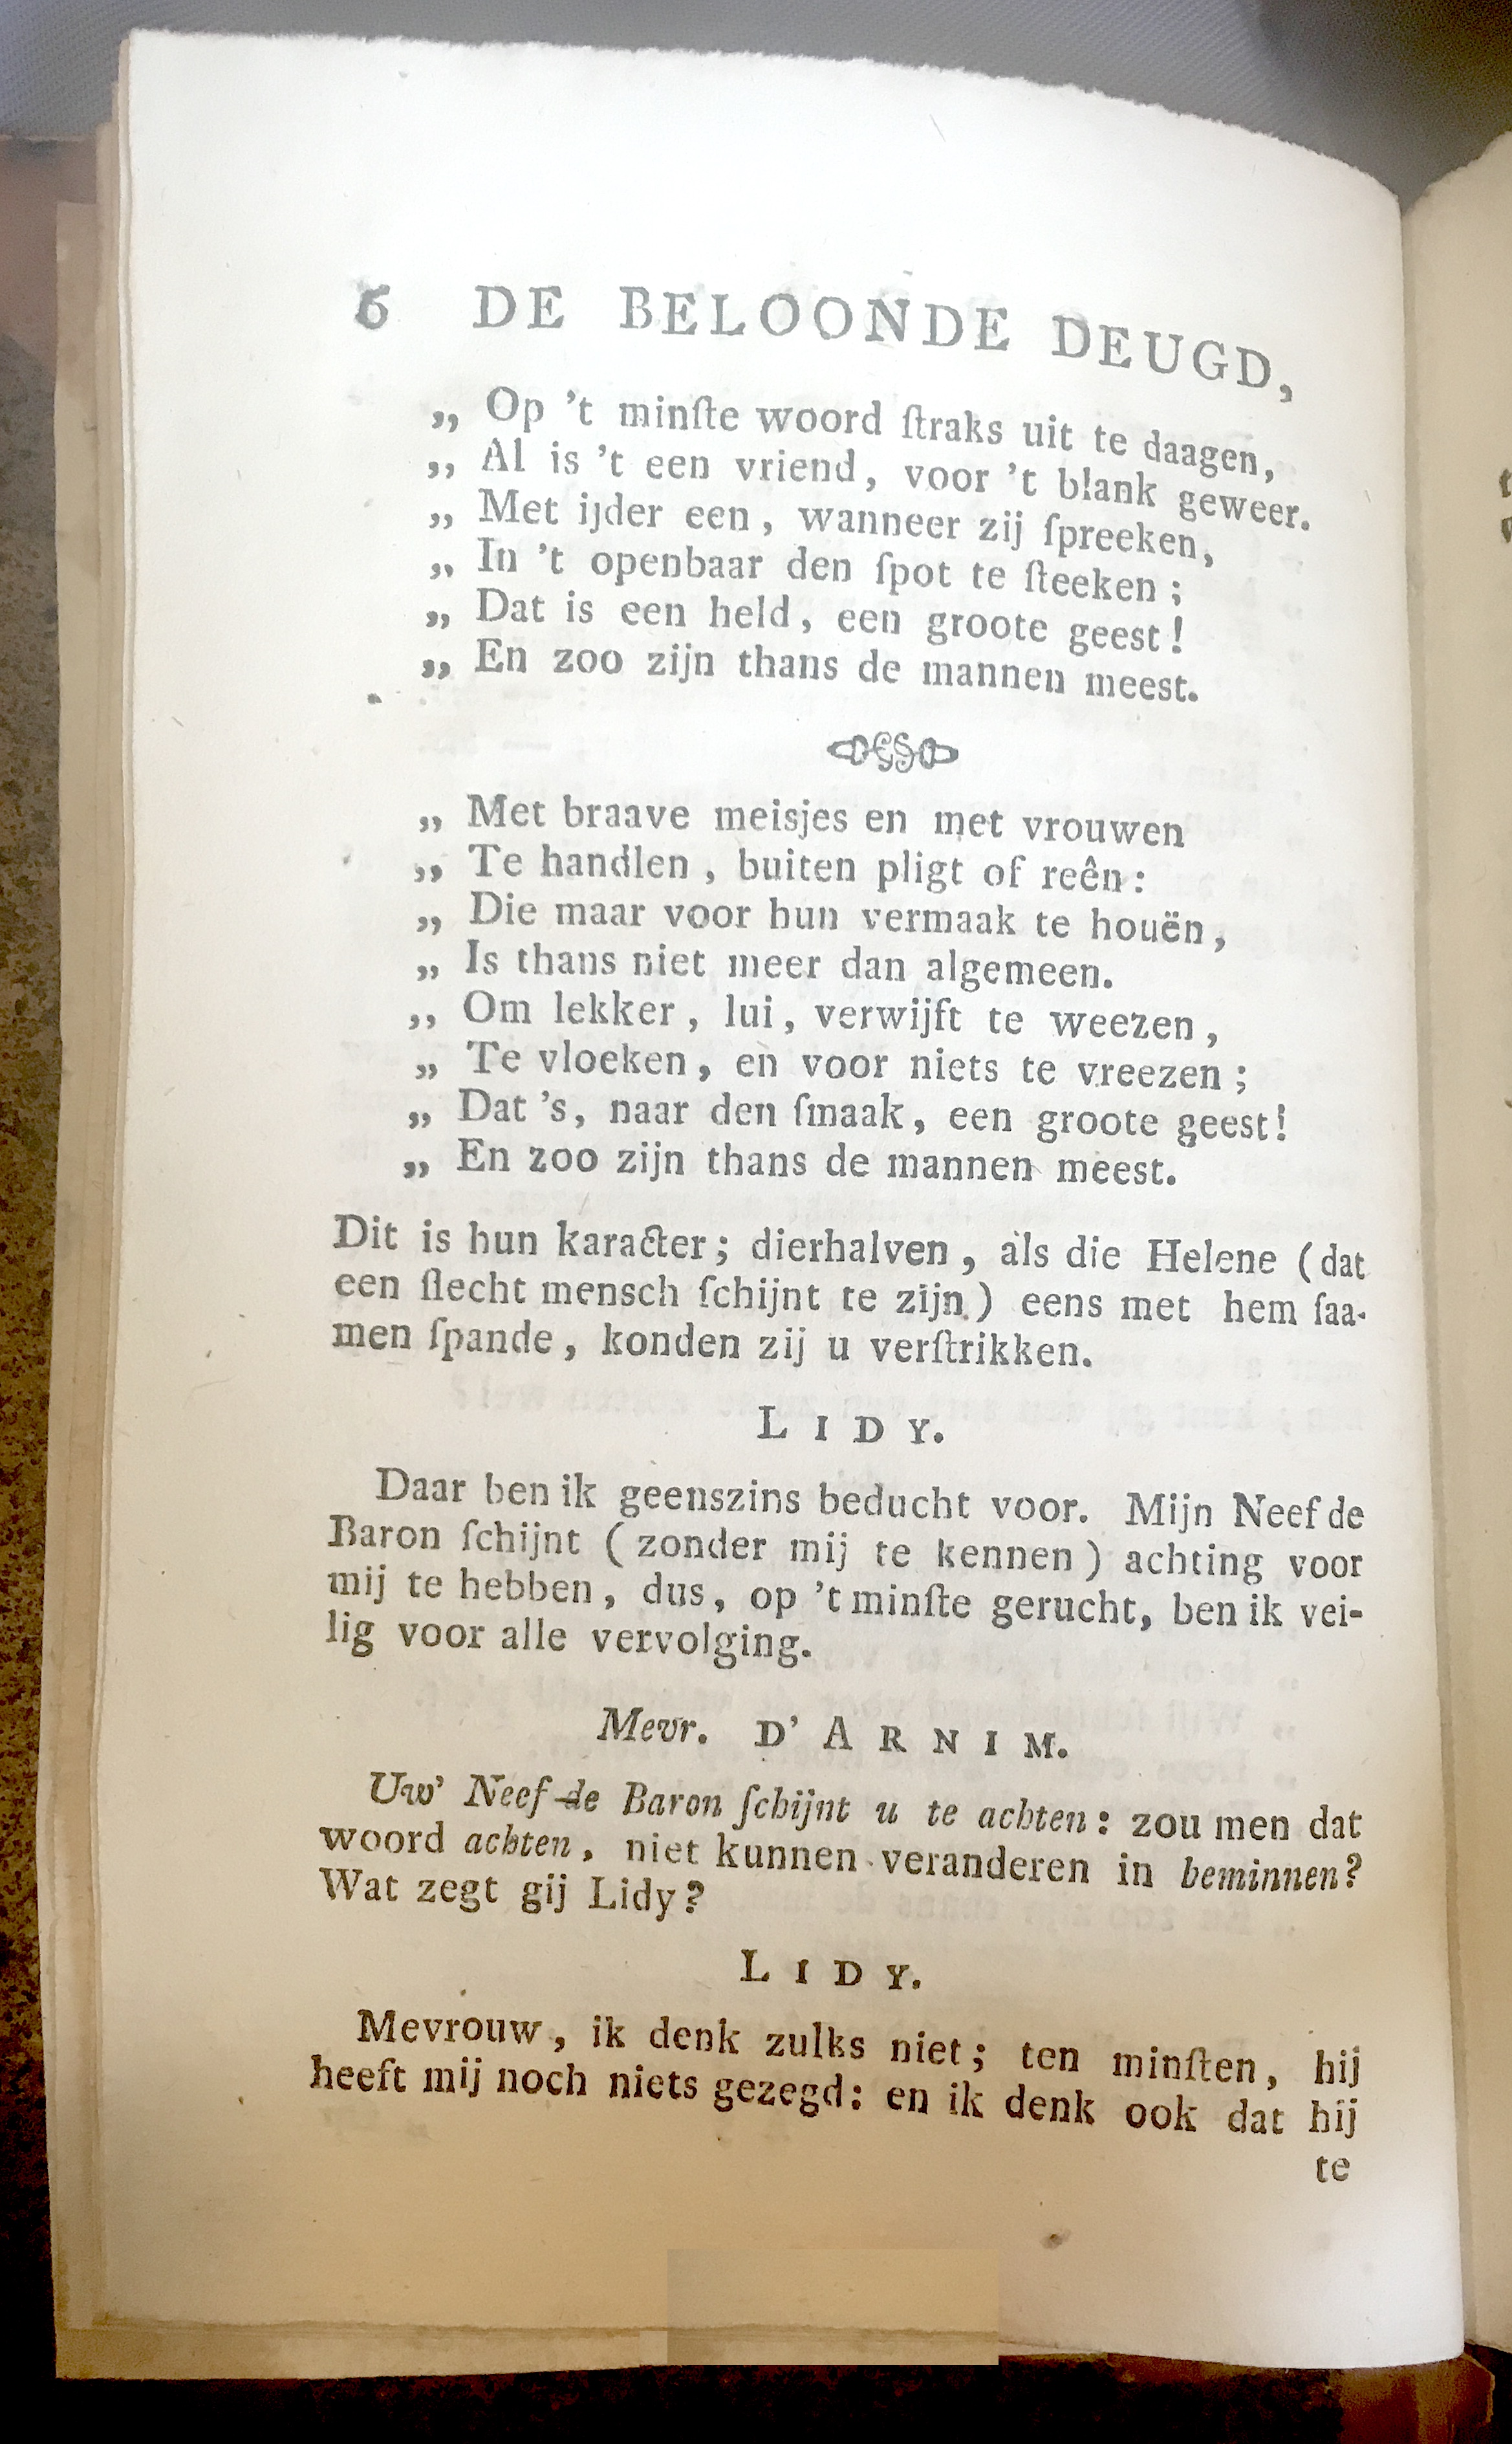 6 DE BELOONDE DEUGD,
„ Op 't minſte woord ſtraks uit te daagen,
„ Al is 't een vriend, voor 't blank geweer.
„ Met ijder een, wanneer zij ſpreeken,
„ In 't openbaar den ſpot te ſteeken;
„ Dat is een held, een groote geest!
„ En zoo zijn thans de mannen meest.
„ Met braave meisjes en met vrouwen
„ Te handlen, buiten pligt of reên:
„ Die maar voor hun vermaak te houën,
„ Is thans niet meer dan algemeen.
„ Om lekker, lui, verwijft te weezen,
„ Te vloeken, en voor niets te vreezen;
„ Dat 's, naar den ſmaak, een groote geest!
„ En zoo zijn thans de mannen meest.
Dit is hun karacter; dierhalven, als die Helene (dat
een ſlecht mensch ſchijnt te zijn) eens met hem ſaa-
men ſpande, konden zij u verſtrikken.
LIDY.
Daar ben ik geenszins beducht voor. Mijn Neef de
Baron ſchijnt (zonder mij te kennen) achting voor
mij te hebben, dus, op 't minſte gerucht, ben ik vei-
lig voor alle vervolging.
Mevr. D' ARNIM.
Uw' Neef de Baron ſchijnt u te achten: zou men dat
woord achten, niet kunnen veranderen in beminnen?
Wat zegt gij Lidy?
LIDY.
Mevrouw, ik denk zulks niet; ten minſten, hij
heeft mij noch niets gezegd: en ik denk ook dat hij
te